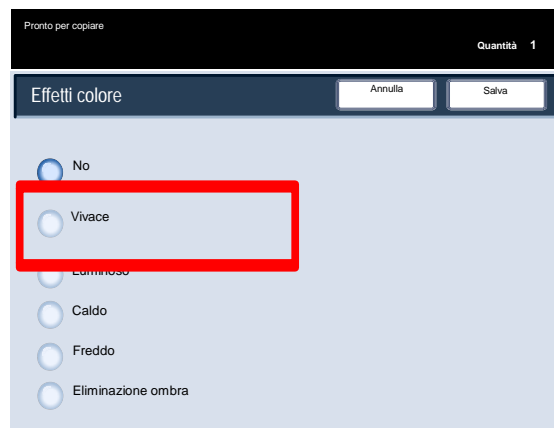 Pronto per copiare
Quantità 1
Effetti colore
Annulla
Salva
No
Vivace
Luminoso
Caldo
Freddo
Eliminazione ombra